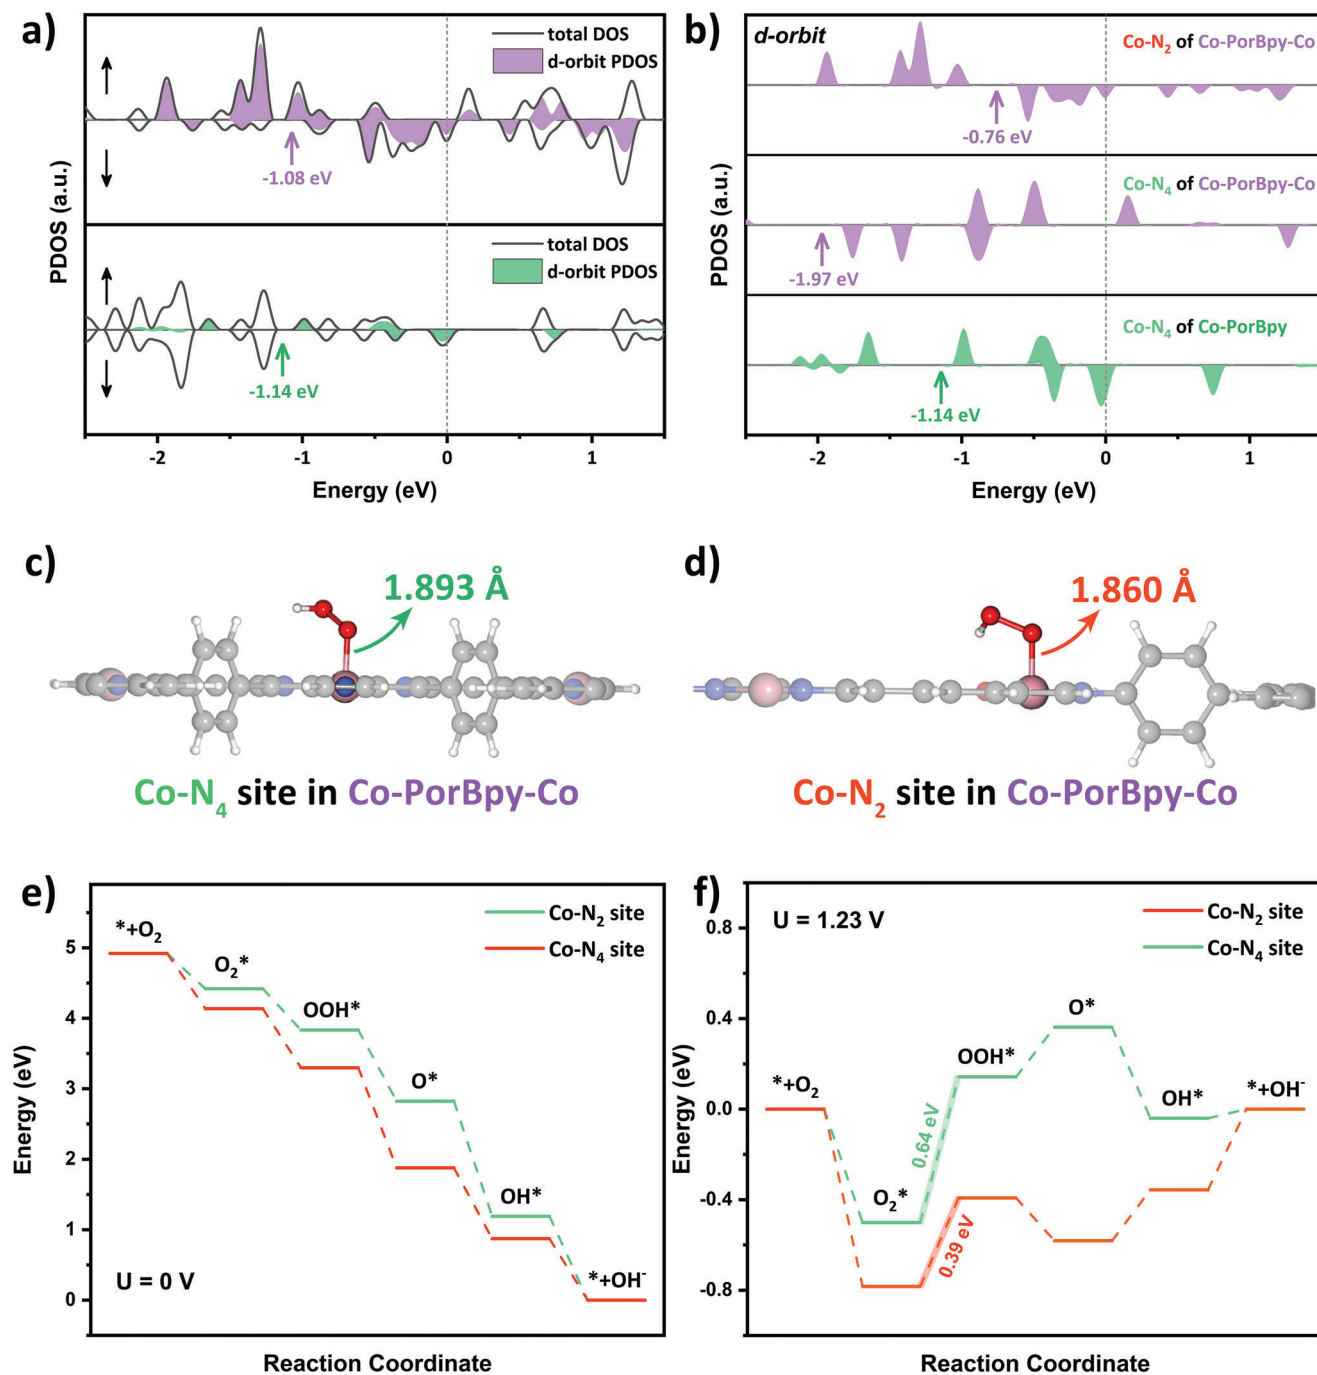 a)
total DOS
d-orbit PDOS
-1.08 eV
total DOS
d-orbit PDOS
-1.14 eV
PDOS (a.u.)
-2 -1 0 1
Energy (eV)
b)
d-orbit
Co-N2 of Co-PorBpy-Co
-0.76 eV
Co-N4 of Co-PorBpy-Co
-1.97 eV
Co-N4 of Co-PorBpy
-1.14 eV
PDOS (a.u.)
-2 -1 0 1
Energy (eV)
c)
1.893 Å
Co-N4 site in Co-PorBpy-Co
d)
1.860 Å
Co-N2 site in Co-PorBpy-Co
e)
Co-N2 site
Co-N4 site
*+O2
O2*
OOH*
O*
OH*
*+OH-
U = 0 V
5
4
3
2
1
0
Energy (eV)
Reaction Coordinate
f)
U = 1.23 V
Co-N2 site
Co-N4 site
*+O2
O2*
OOH*
O*
OH*
*+OH-
0.64 eV
0.39 eV
0.8
0.4
0.0
-0.4
-0.8
Energy (eV)
Reaction Coordinate